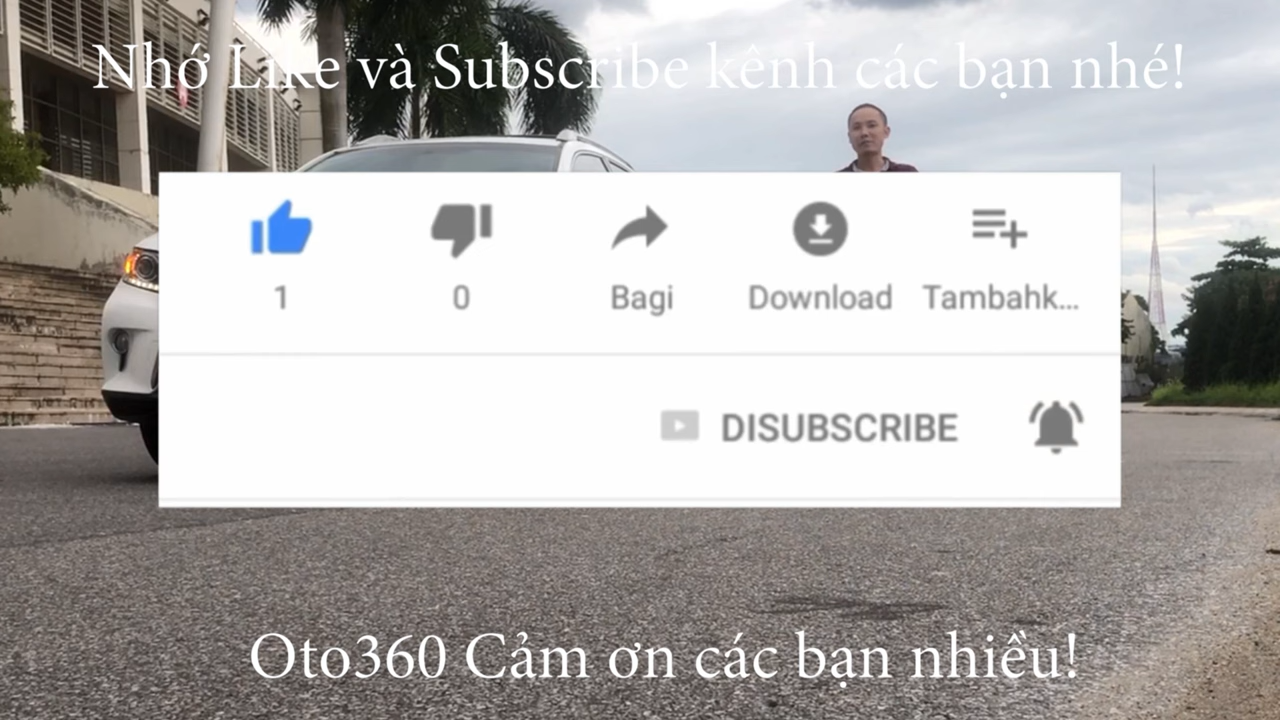 Nhớ Like và Subscribe kênh các bạn nhé!
1 0 Bagi Download Tambahk...
DISUBSCRIBE
Oto360 Cảm ơn các bạn nhiều!